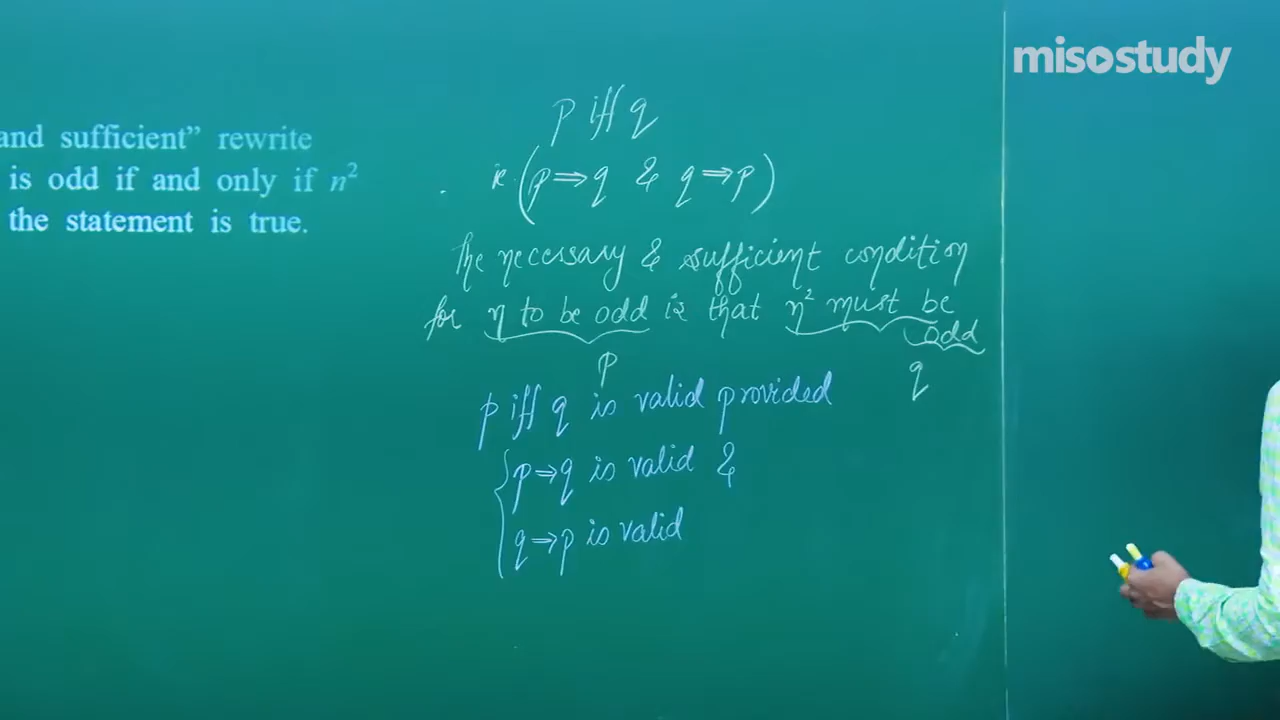 misostudy
and sufficient” rewrite
is odd if and only if n²
the statement is true.
p iff q
ie. (p ⇒ q & q ⇒ p)
The necessary & sufficient condition
for n to be odd is that n² must be
odd
p
q
p iff q is valid provided
p ⇒ q is valid &
q ⇒ p is valid